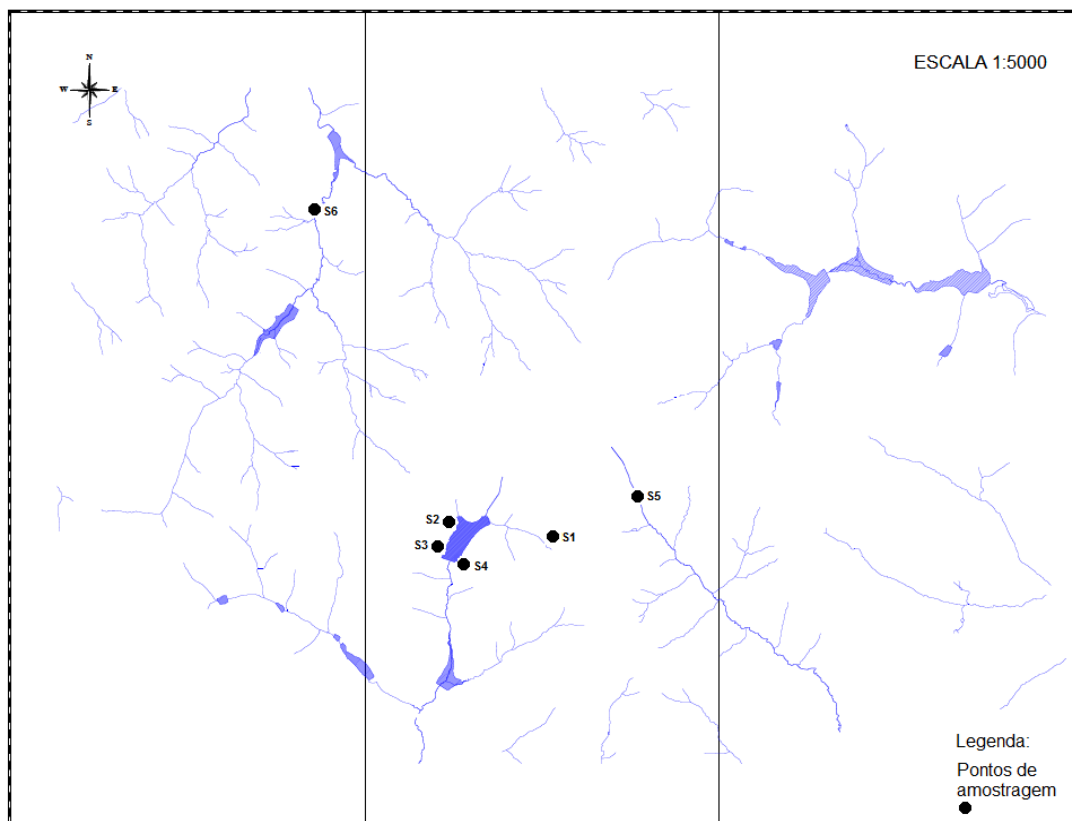 N
W E
S
ESCALA 1:5000
S6
S5
S2
S1
S3
S4
Legenda:
Pontos de
amostragem